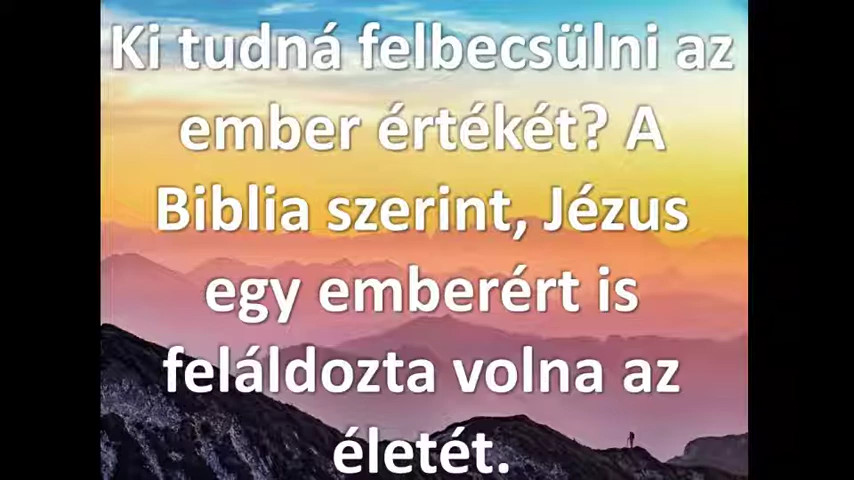 Ki tudná felbecsülni az
ember értékét? A
Biblia szerint, Jézus
egy emberért is
feláldozta volna az
életét.